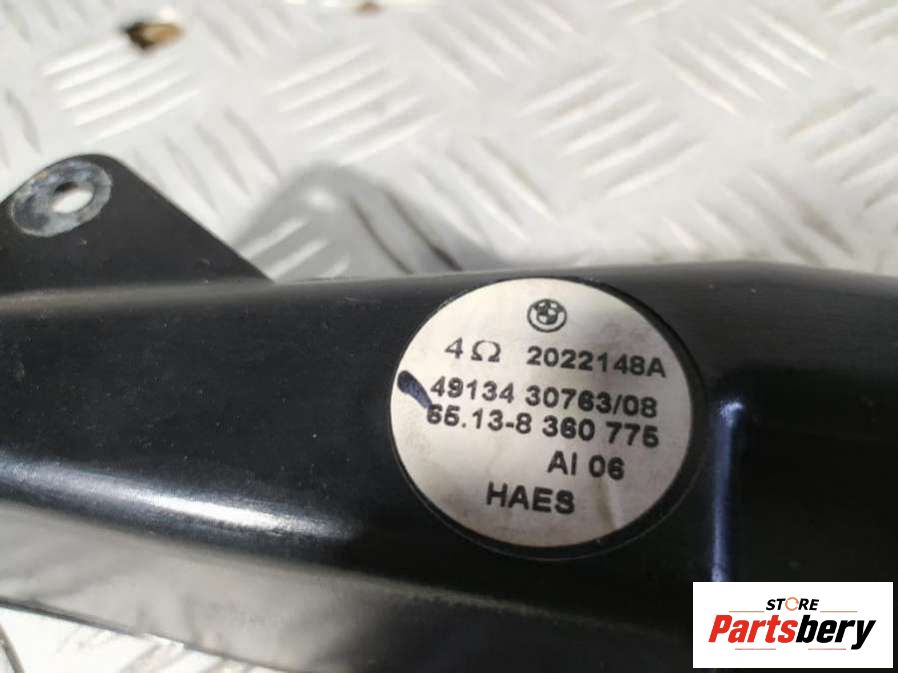 4Ω 2022148A
49134 30763/08
65.13-8 360 775
AI 06
HAES
STORE
Partsbery